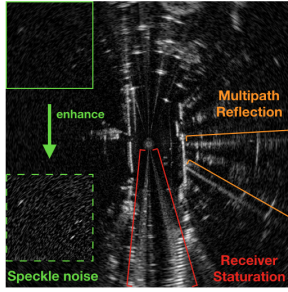 enhance
Multipath
Reflection
Speckle noise
Receiver
Staturation